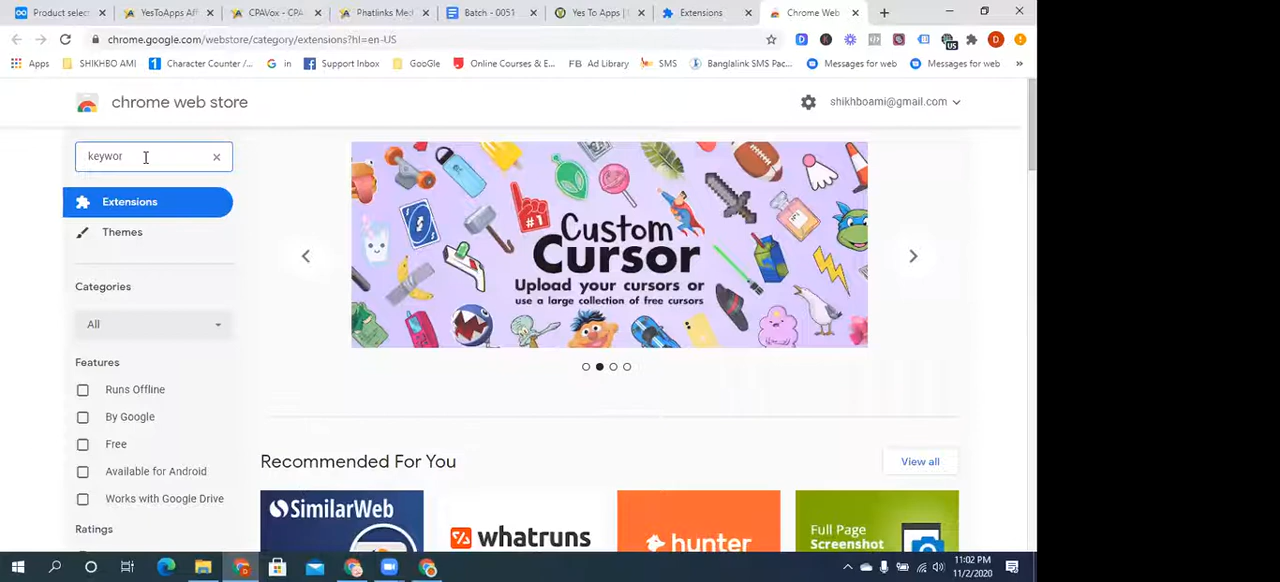 Product selec
YesToApps Aff
CPAVox - CPA
Phatlinks Me
Batch - 0051
Yes To Apps |
Extensions
Chrome Web
chrome.google.com/webstore/category/extensions?hl=en-US
US
D
Apps
SHIKHBO AMI
Character Counter /...
in
Support Inbox
GooGle
Online Courses & E...
FB Ad Library
SMS
Banglalink SMS Pac...
Messages for web
Messages for web
»
chrome web store
shikhboami@gmail.com
keywor
Extensions
Themes
Categories
All
Features
Runs Offline
By Google
Free
Available for Android
Works with Google Drive
Ratings
#1
Custom
Cursor
Upload your cursors or
use a large collection of free cursors
Recommended For You
View all
SimilarWeb
whatruns
hunter
Full Page
Screenshot
11:02 PM
11/2/2020